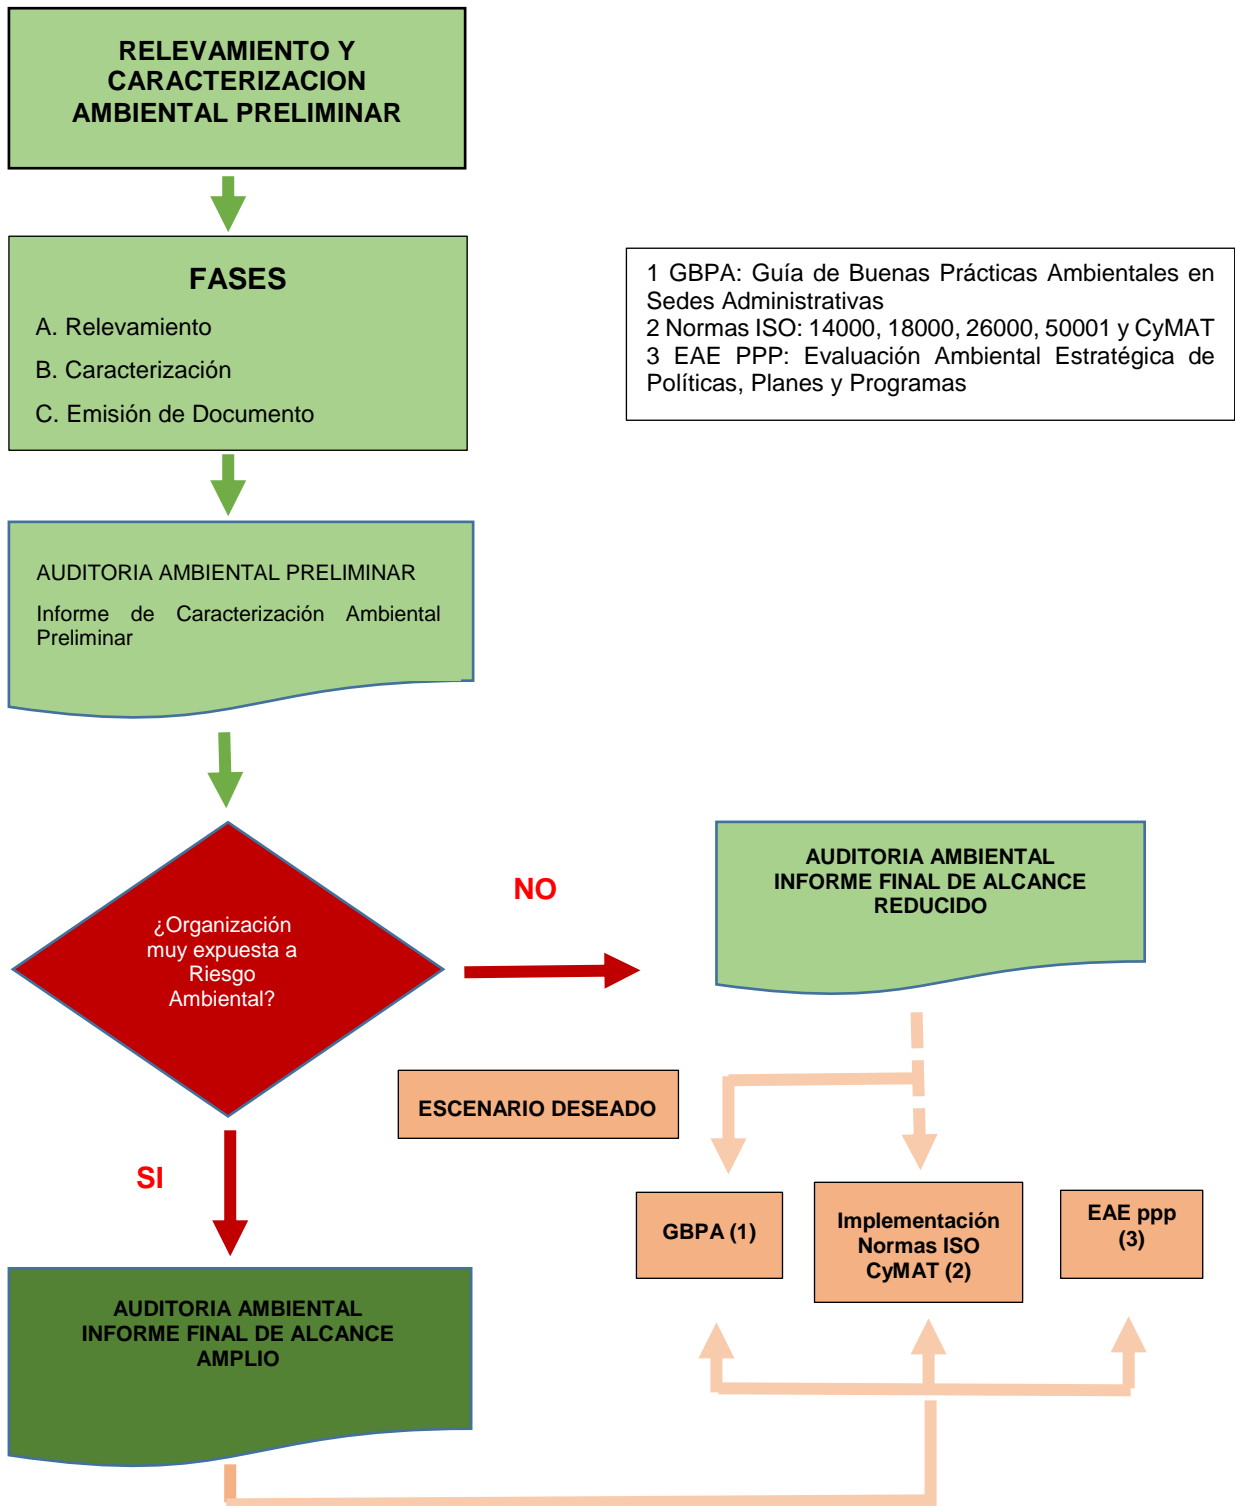 RELEVAMIENTO Y
CARACTERIZACION
AMBIENTAL PRELIMINAR
FASES
A. Relevamiento
B. Caracterización
C. Emisión de Documento
1 GBPA: Guía de Buenas Prácticas Ambientales en
Sedes Administrativas
2 Normas ISO: 14000, 18000, 26000, 50001 y CyMAT
3 EAE PPP: Evaluación Ambiental Estratégica de
Políticas, Planes y Programas
AUDITORIA AMBIENTAL PRELIMINAR
Informe de Caracterización Ambiental
Preliminar
¿Organización
muy expuesta a
Riesgo
Ambiental?
NO
AUDITORIA AMBIENTAL
INFORME FINAL DE ALCANCE
REDUCIDO
ESCENARIO DESEADO
SI
GBPA (1)
Implementación
Normas ISO
CyMAT (2)
EAE ppp
(3)
AUDITORIA AMBIENTAL
INFORME FINAL DE ALCANCE
AMPLIO